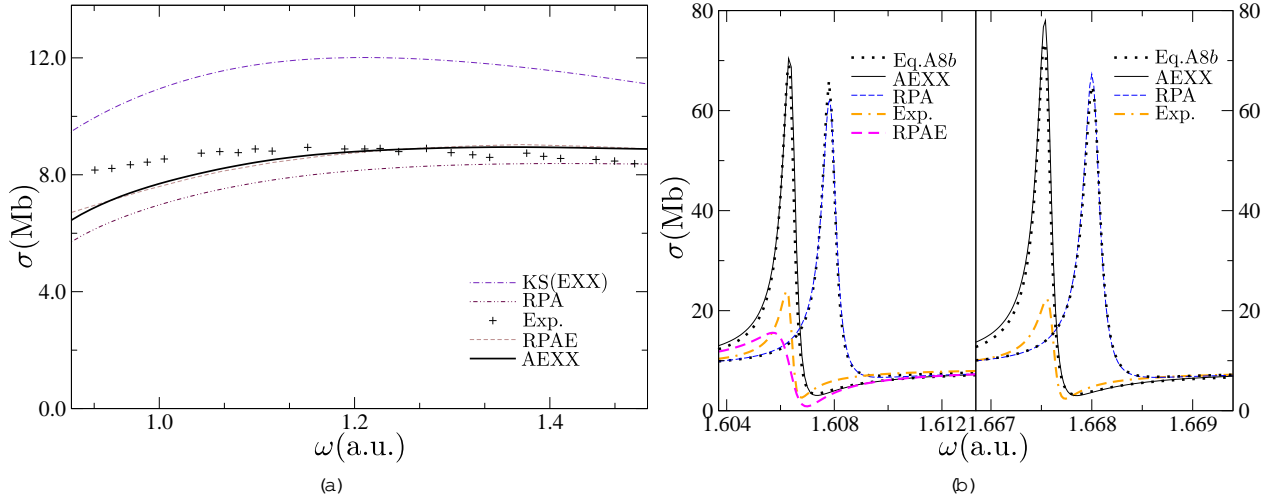 12.0
8.0
4.0
0.0
σ(Mb)
KS(EXX)
RPA
Exp.
RPAE
AEXX
1.0
1.2
1.4
ω(a.u.)
(a)
80
60
40
20
0
σ(Mb)
Eq.A8b
AEXX
RPA
Exp.
RPAE
Eq.A8b
AEXX
RPA
Exp.
80
60
40
20
0
1.604
1.608
1.612
1.667
1.668
1.669
ω(a.u.)
(b)